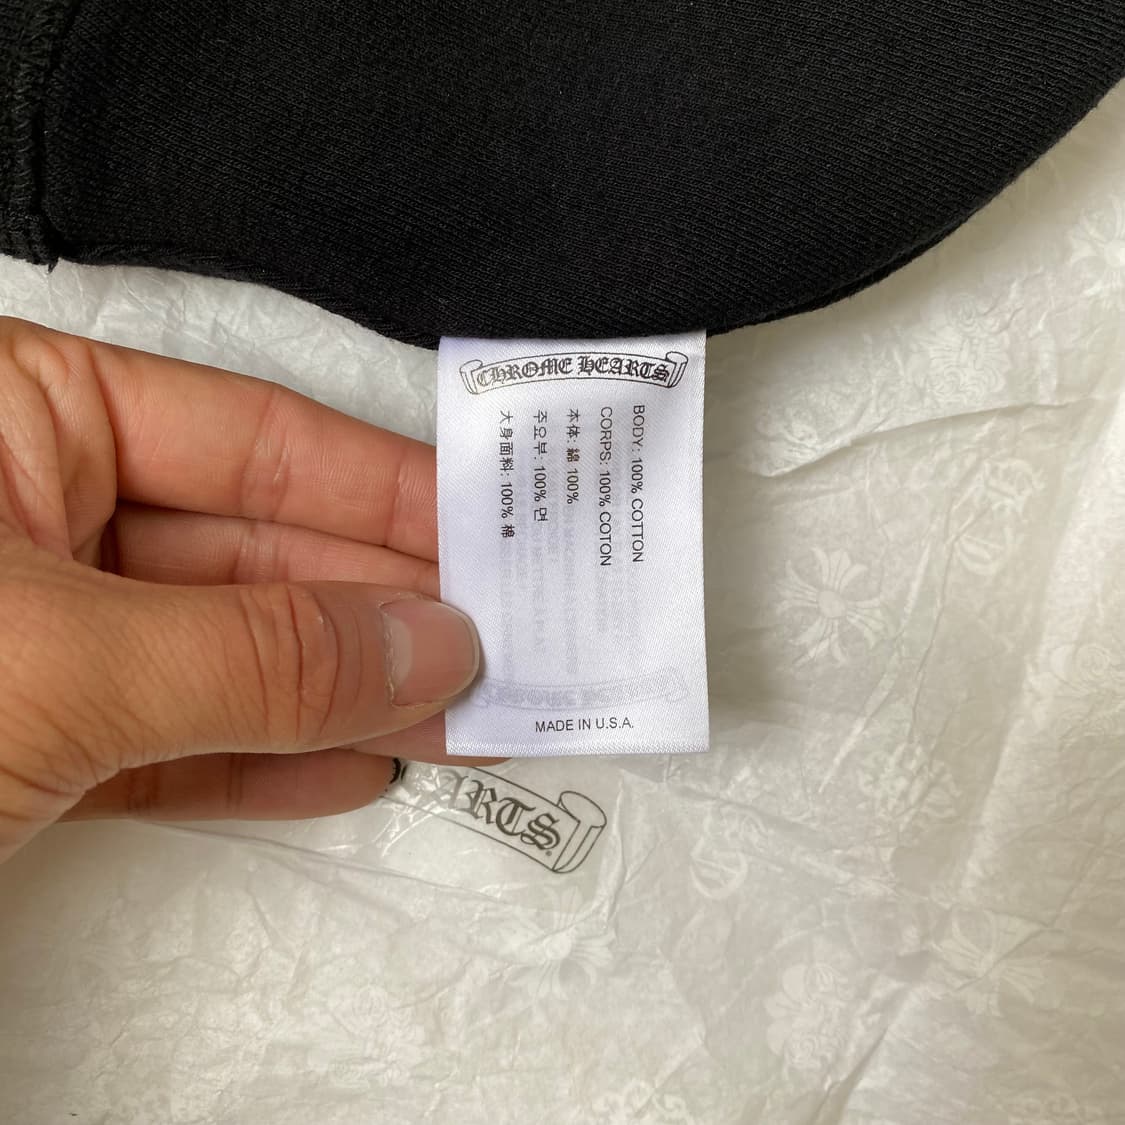 CHROME HEARTS
BODY: 100% COTTON
CORPS: 100% COTON
本体: 綿 100%
주요부: 100% 면
大身面料: 100% 棉
MADE IN U.S.A.
ARTS